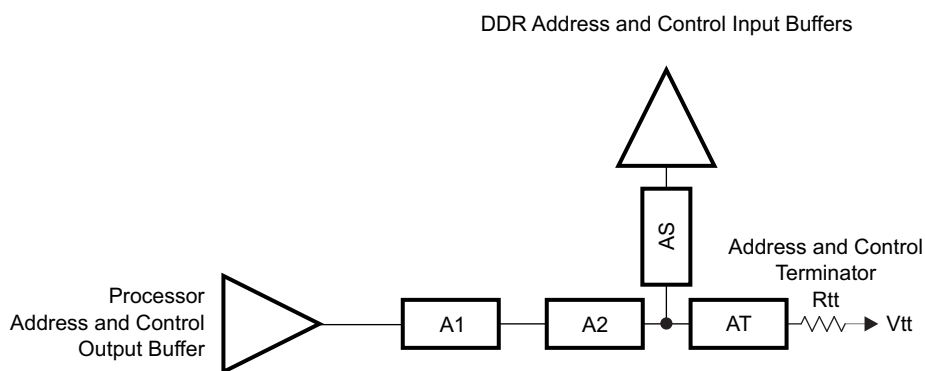 DDR Address and Control Input Buffers
AS
Address and Control
Terminator
Rtt
Vtt
Processor
Address and Control
Output Buffer
A1
A2
AT